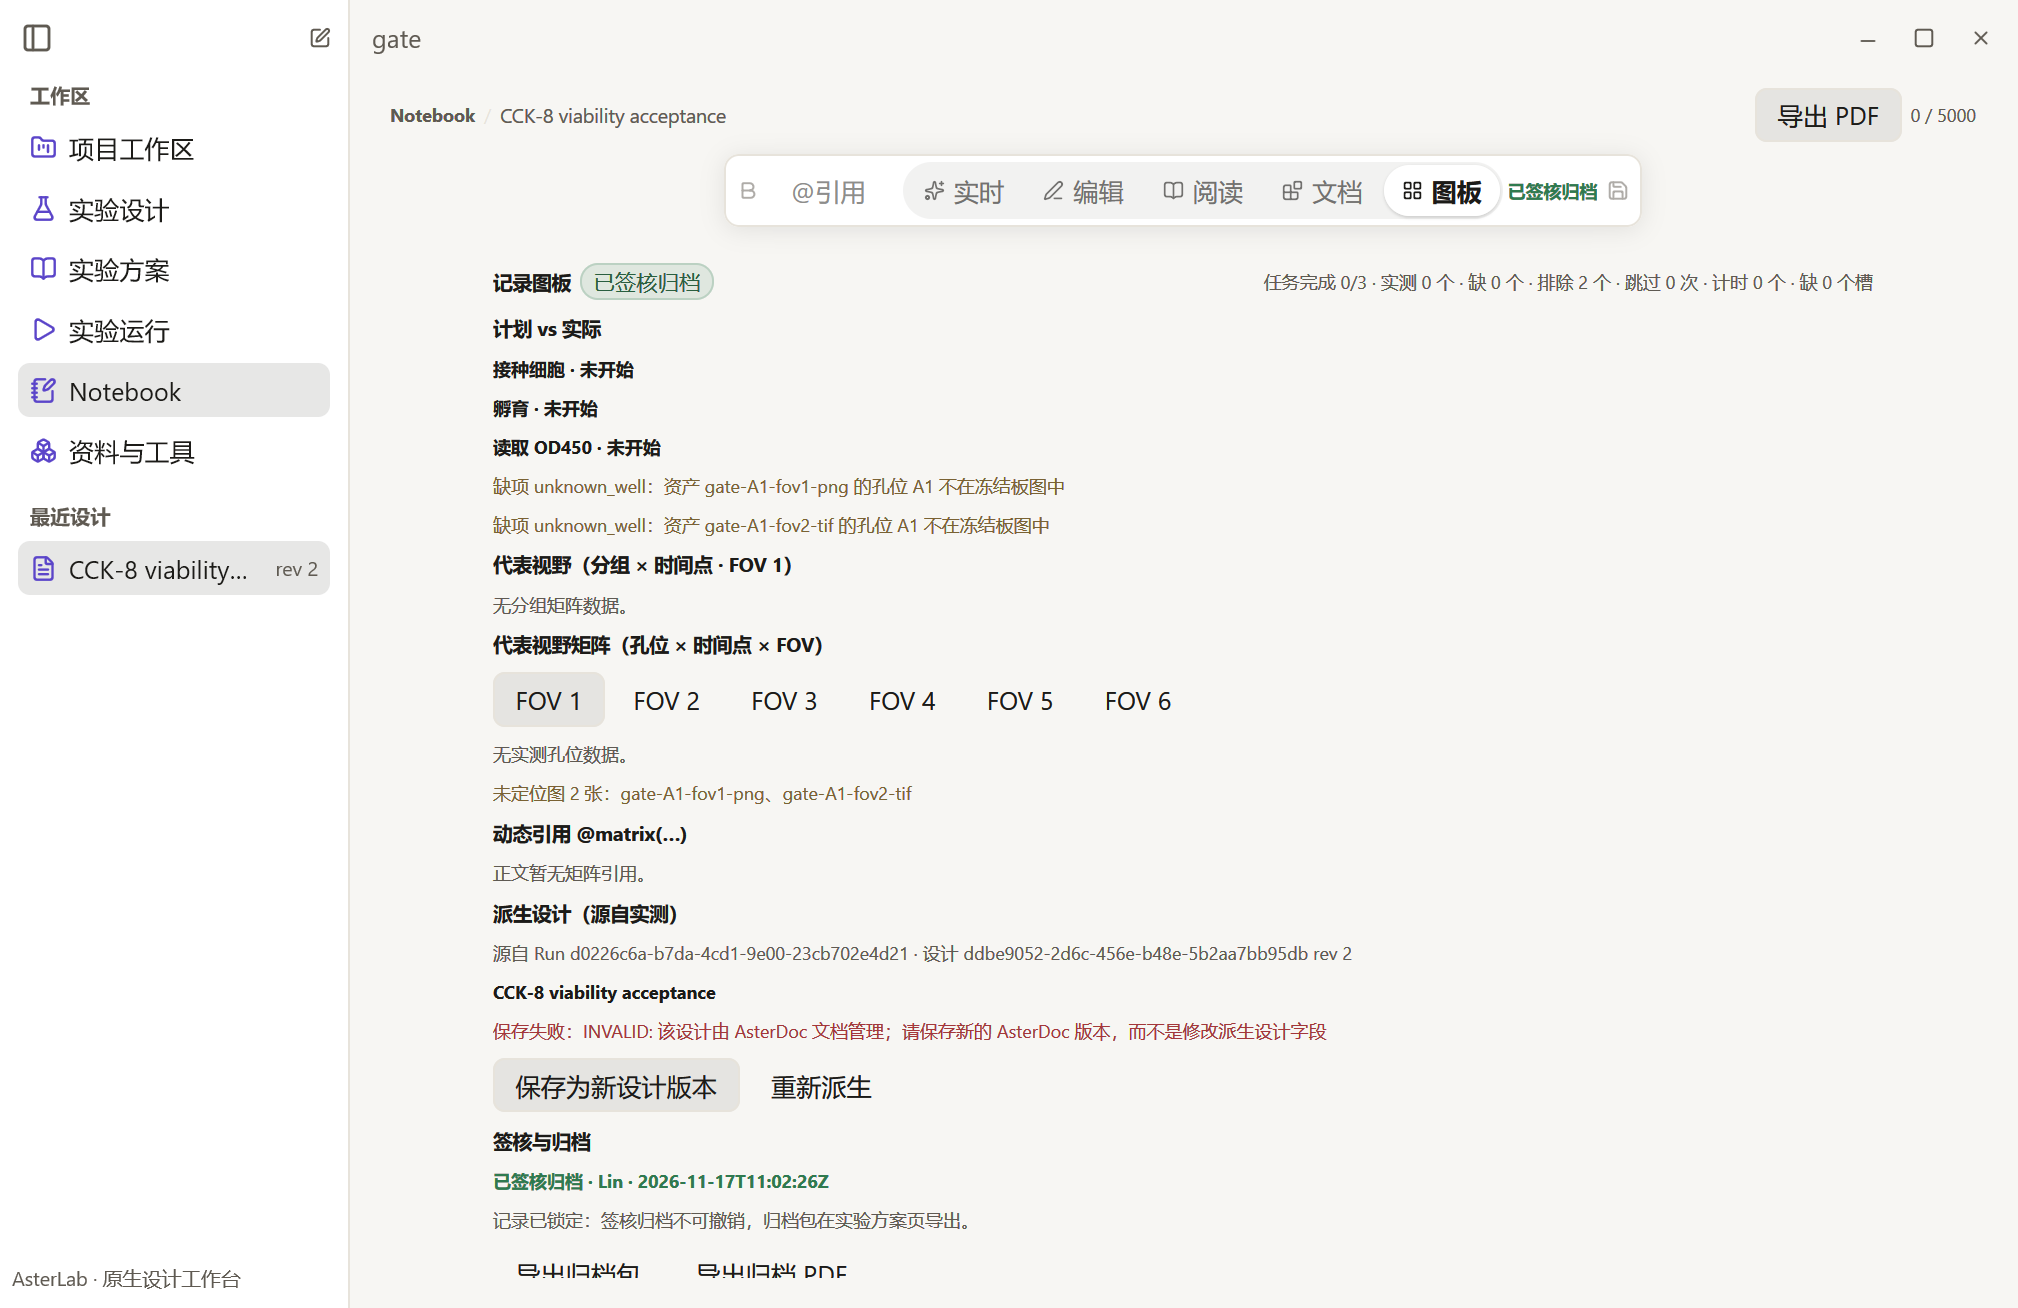 gate
工作区
项目工作区
实验设计
实验方案
实验运行
Notebook
资料与工具
最近设计
CCK-8 viability... rev 2
AsterLab · 原生设计工作台
Notebook / CCK-8 viability acceptance
导出 PDF 0 / 5000
B @引用 实时 编辑 阅读 文档 图板 已签核归档
记录图板 已签核归档 任务完成 0/3 · 实测 0 个 · 缺 0 个 · 排除 2 个 · 跳过 0 次 · 计时 0 个 · 缺 0 个槽
计划 vs 实际
接种细胞 · 未开始
孵育 · 未开始
读取 OD450 · 未开始
缺项 unknown_well：资产 gate-A1-fov1-png 的孔位 A1 不在冻结板图中
缺项 unknown_well：资产 gate-A1-fov2-tif 的孔位 A1 不在冻结板图中
代表视野（分组 × 时间点 · FOV 1）
无分组矩阵数据。
代表视野矩阵（孔位 × 时间点 × FOV）
FOV 1 FOV 2 FOV 3 FOV 4 FOV 5 FOV 6
无实测孔位数据。
未定位图 2 张：gate-A1-fov1-png、gate-A1-fov2-tif
动态引用 @matrix(...)
正文暂无矩阵引用。
派生设计（源自实测）
源自 Run d0226c6a-b7da-4cd1-9e00-23cb702e4d21 · 设计 ddbe9052-2d6c-456e-b48e-5b2aa7bb95db rev 2
CCK-8 viability acceptance
保存失败：INVALID: 该设计由 AsterDoc 文档管理；请保存新的 AsterDoc 版本，而不是修改派生设计字段
保存为新设计版本 重新派生
签核与归档
已签核归档 · Lin · 2026-11-17T11:02:26Z
记录已锁定：签核归档不可撤销，归档包在实验方案页导出。
导出归档包 导出归档 PDF